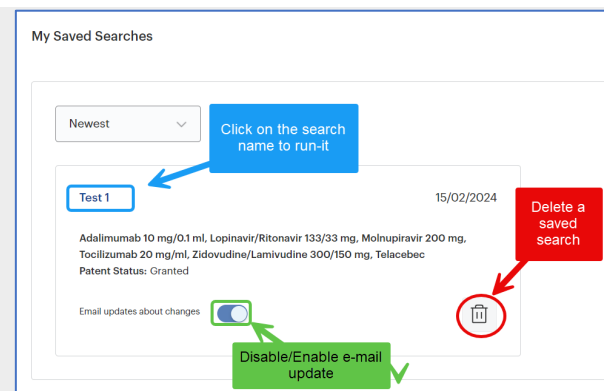 My Saved Searches
Newest
Click on the search
name to run-it
Test 1
15/02/2024
Delete a
saved
search
Adalimumab 10 mg/0.1 ml, Lopinavir/Ritonavir 133/33 mg, Molnupiravir 200 mg,
Tocilizumab 20 mg/ml, Zidovudine/Lamivudine 300/150 mg, Telacebec
Patent Status: Granted
Email updates about changes
Disable/Enable e-mail
update